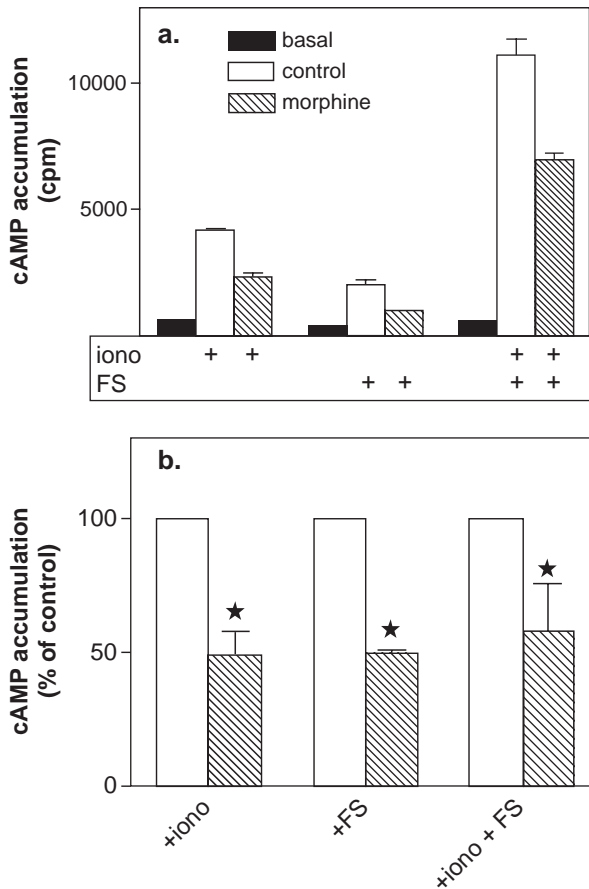 a.
basal
control
morphine
cAMP accumulation
(cpm)
10000
5000
iono + + + +
FS + + + +
b.
cAMP accumulation
(% of control)
100
50
0
★ ★ ★
+iono
+FS
+iono + FS